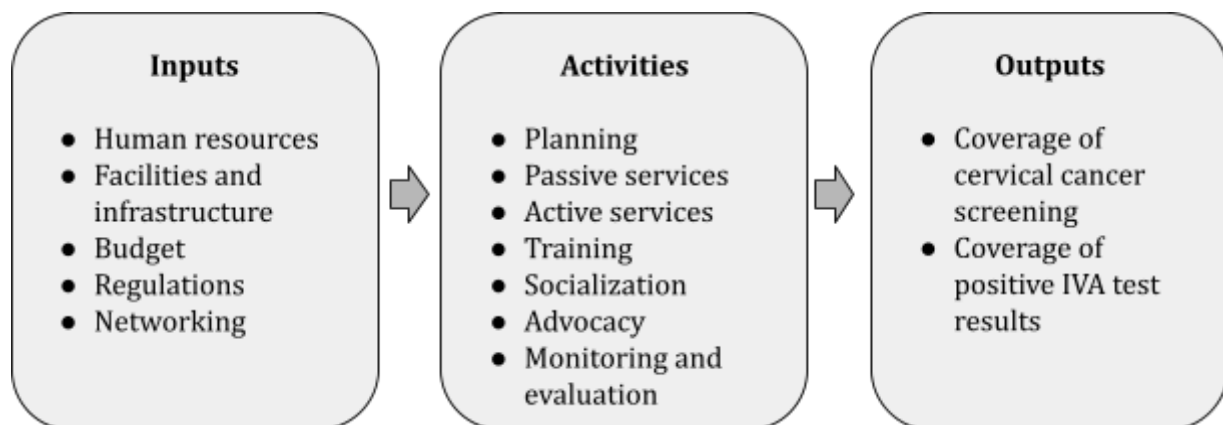 Inputs
● Human resources
● Facilities and
infrastructure
● Budget
● Regulations
● Networking
Activities
● Planning
● Passive services
● Active services
● Training
● Socialization
● Advocacy
● Monitoring and
evaluation
Outputs
● Coverage of
cervical cancer
screening
● Coverage of
positive IVA test
results